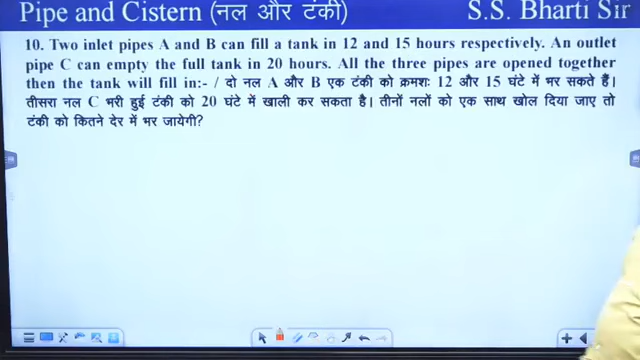 Pipe and Cistern (नल और टंकी) S.S. Bharti Sir
10. Two inlet pipes A and B can fill a tank in 12 and 15 hours respectively. An outlet
pipe C can empty the full tank in 20 hours. All the three pipes are opened together
then the tank will fill in:- / दो नल A और B एक टंकी को क्रमशः 12 और 15 घंटे में भर सकते हैं।
तीसरा नल C भरी हुई टंकी को 20 घंटे में खाली कर सकता है। तीनों नलों को एक साथ खोल दिया जाए तो
टंकी को कितने देर में भर जायेगी?